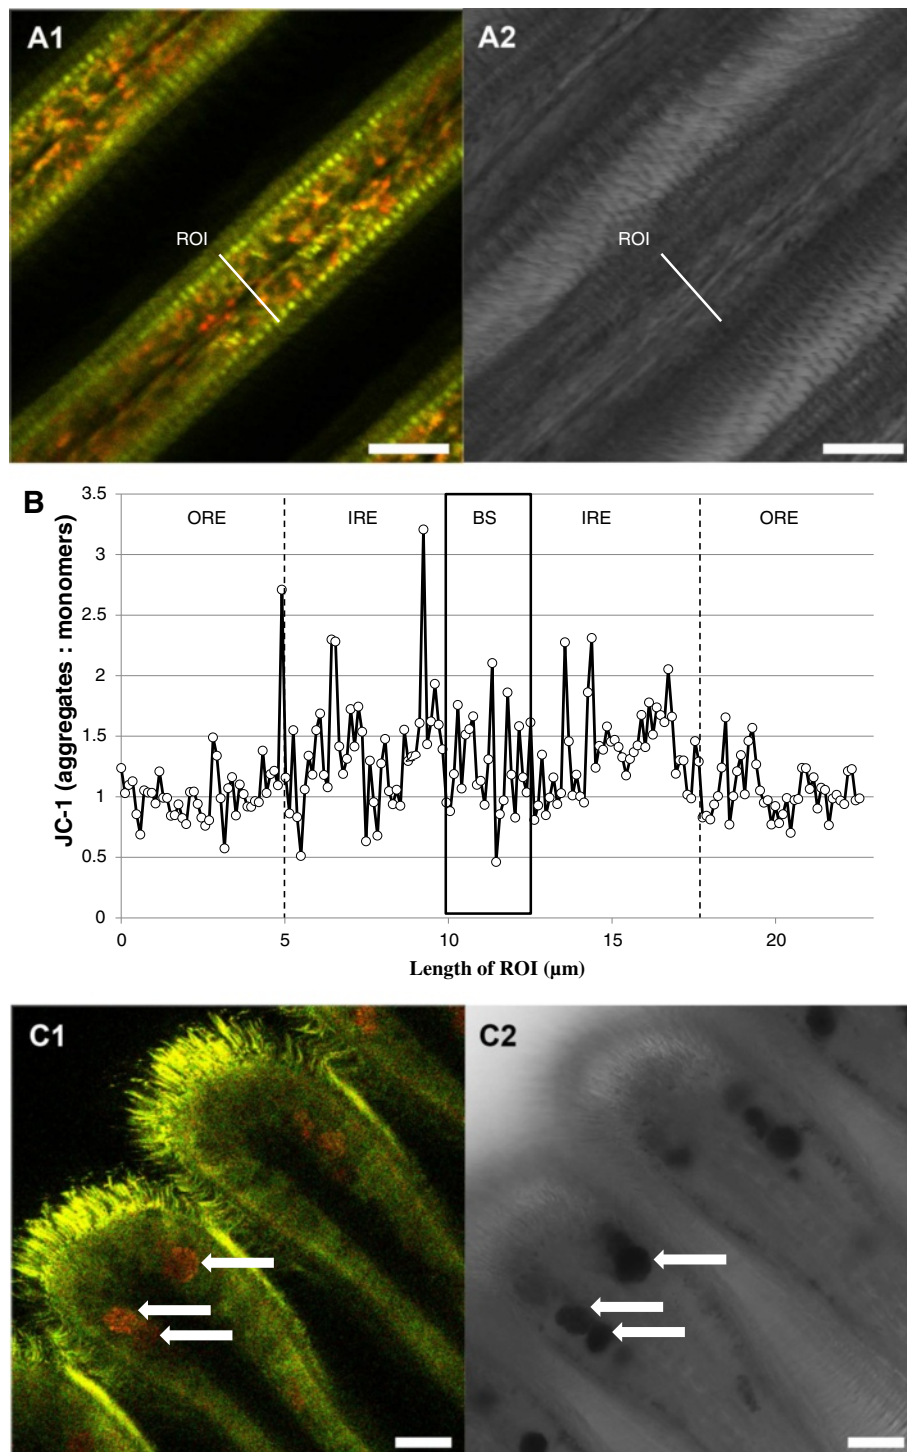 A1
A2
ROI
ROI
B
JC-1 (aggregates : monomers)
3.5
3
2.5
2
1.5
1
0.5
0
ORE
IRE
BS
IRE
ORE
0
5
10
15
20
Length of ROI (µm)
C1
C2